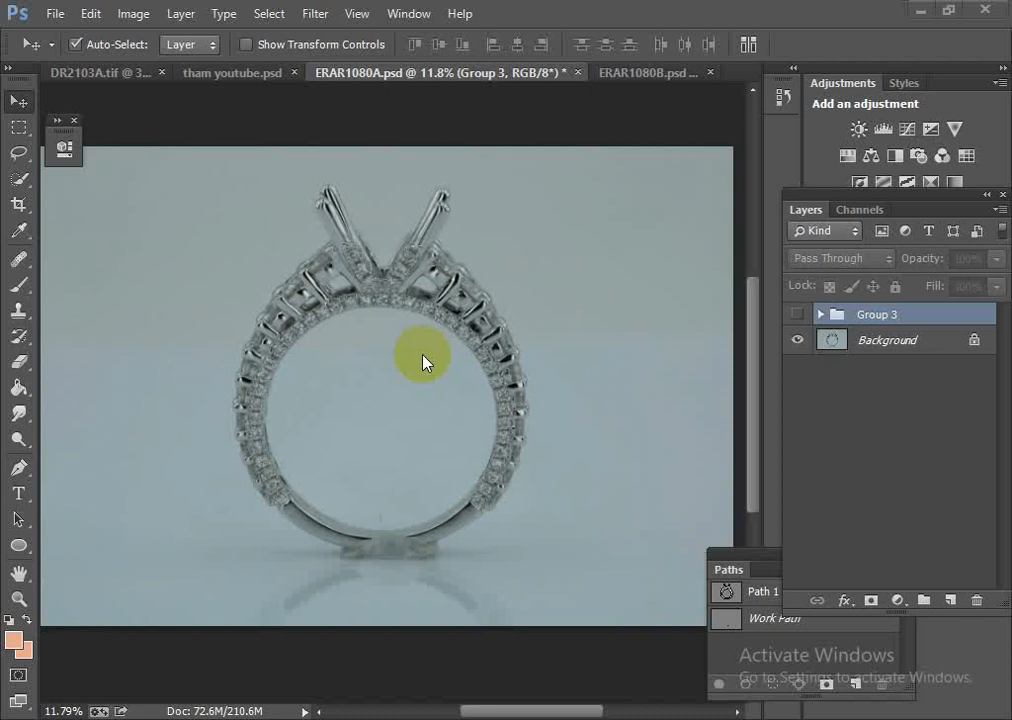 Ps File Edit Image Layer Type Select Filter View Window Help
Auto-Select: Layer Show Transform Controls
DR2103A.tif @ 3... × tham youtube.psd × ERAR1080A.psd @ 11.8% (Group 3, RGB/8*) * × ERAR1080B.psd ... ×
Adjustments Styles
Add an adjustment
Layers Channels
Kind
Pass Through Opacity: 100%
Lock: Fill: 100%
Group 3
Background
Paths
Path 1
Work Path
Activate Windows
Go to Settings to activate Windows.
11.79% Doc: 72.6M/210.6M